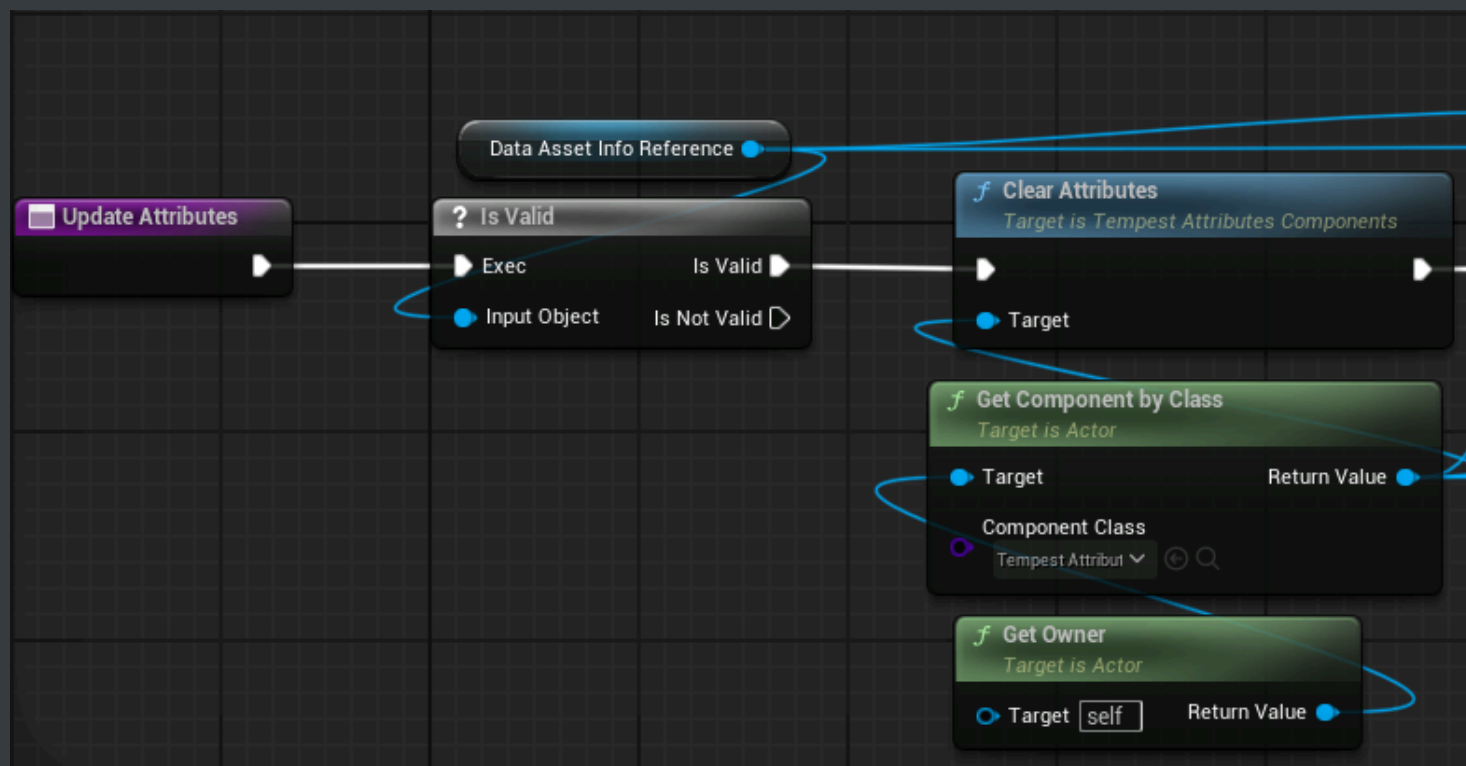 Data Asset Info Reference
Update Attributes
? Is Valid
Exec
Is Valid
Input Object
Is Not Valid
f Clear Attributes
Target is Tempest Attributes Components
Target
f Get Component by Class
Target is Actor
Target
Return Value
Component Class
Tempest Attribut
f Get Owner
Target is Actor
Target
self
Return Value